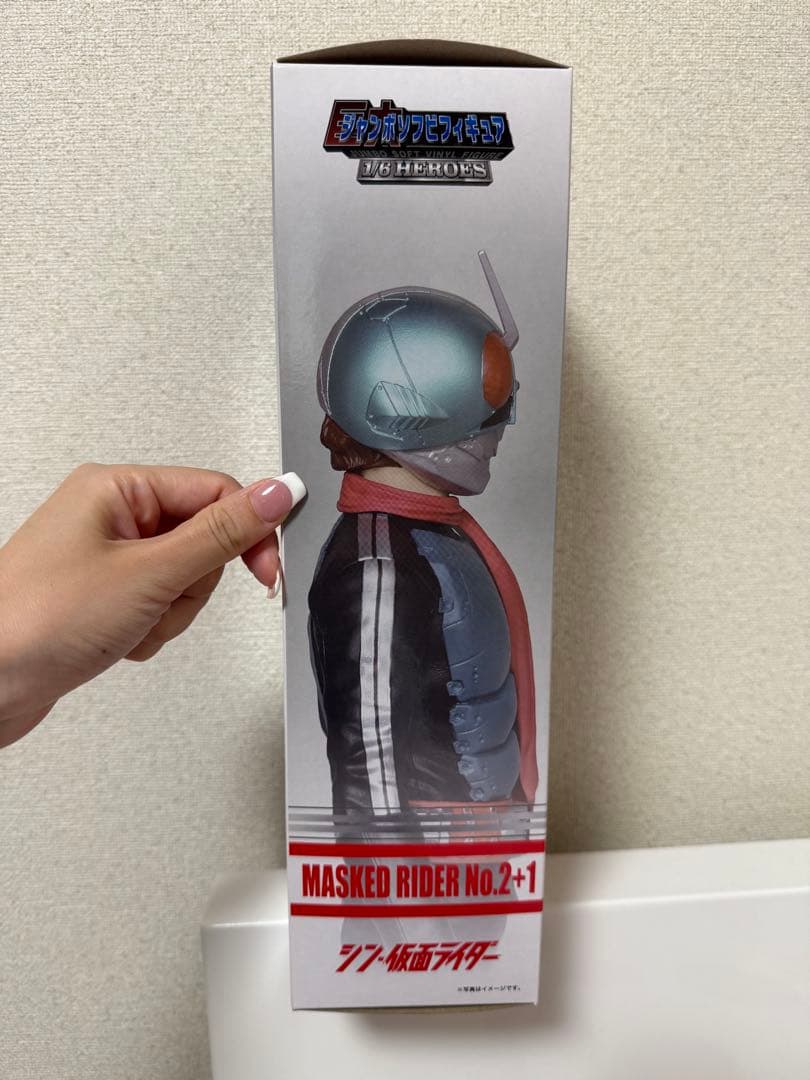 巨大
ジャンボソフビフィギュア
JUMBO SOFT VINYL FIGURE
1/6 HEROES
MASKED RIDER No.2+1
シン・仮面ライダー
※写真はイメージです。